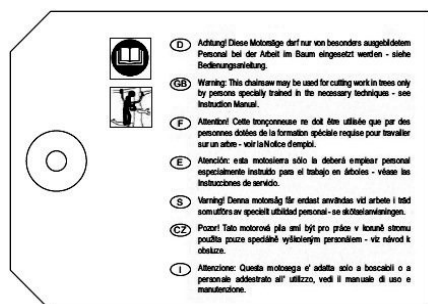 D Achtung! Diese Motorsäge darf nur von besonders ausgebildetem
Personal bei der Arbeit im Baum eingesetzt werden - siehe
Bedienungsanleitung.
GB Warning: This chainsaw may be used for cutting work in trees only
by persons specially trained in the necessary techniques - see
Instruction Manual.
F Attention! Cette tronçonneuse ne doit être utilisée que par des
personnes dotées de la formation spéciale requise pour travailler
sur un arbre - voir la Notice d'emploi.
E Atención: esta motosierra sólo la deberá emplear personal
especialmente instruido para el trabajo en árboles - véase las
Instrucciones de servicio.
S Varning! Denna motorsåg får endast användas vid arbete i träd
som utförs av speciellt utbildad personal - se skötselanvisningen.
CZ Pozor! Tato motorová pila smí být pro práce v koruně stromu
použita pouze speciálně vyškoleným personálem - viz návod k
obsluze.
I Attenzione: Questa motosega e' adatta solo a boscaioli o a
personale addestrato all' utilizzo, vedi il manuale di uso e
manutenzione.